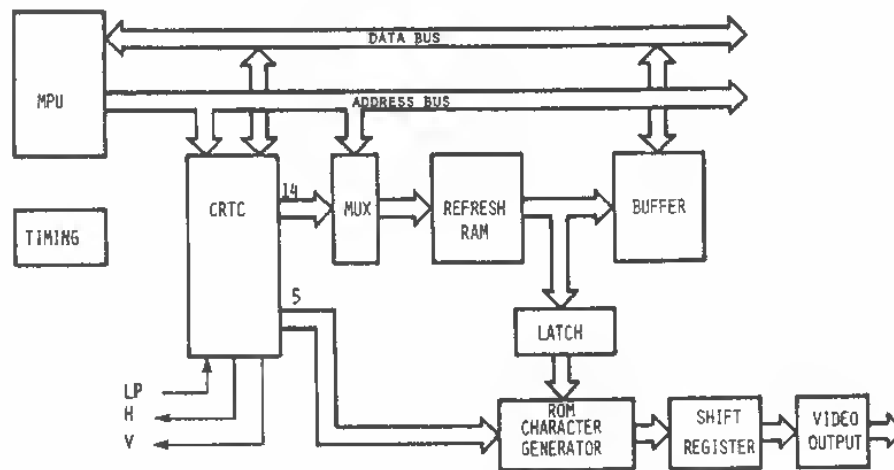 DATA BUS
MPU
ADDRESS BUS
14
CRTC
MUX
REFRESH
RAM
BUFFER
TIMING
5
LATCH
LP
H
V
ROM
CHARACTER
GENERATOR
SHIFT
REGISTER
VIDEO
OUTPUT